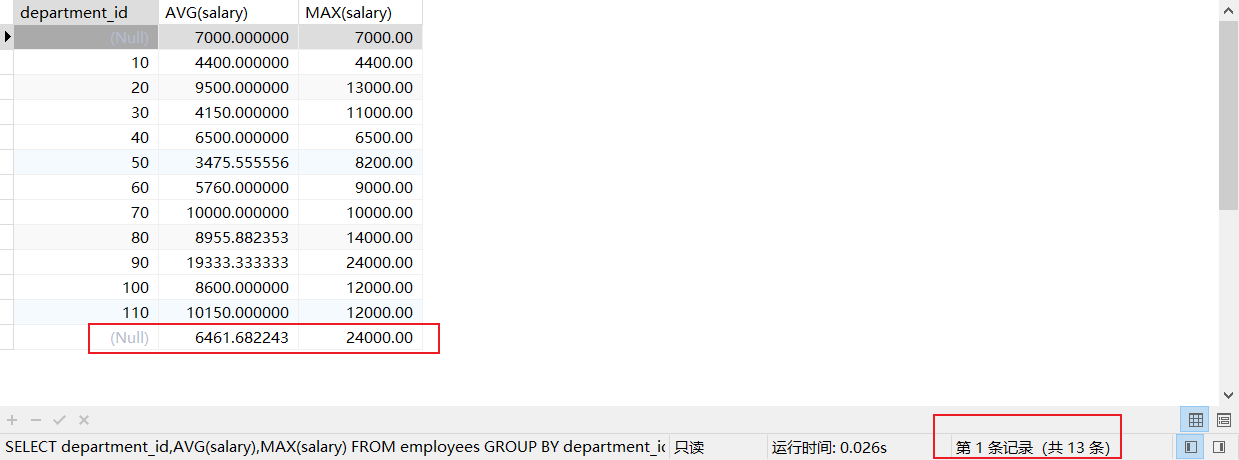 department_id AVG(salary) MAX(salary)
(Null) 7000.000000 7000.00
10 4400.000000 4400.00
20 9500.000000 13000.00
30 4150.000000 11000.00
40 6500.000000 6500.00
50 3475.555556 8200.00
60 5760.000000 9000.00
70 10000.000000 10000.00
80 8955.882353 14000.00
90 19333.333333 24000.00
100 8600.000000 12000.00
110 10150.000000 12000.00
(Null) 6461.682243 24000.00
SELECT department_id,AVG(salary),MAX(salary) FROM employees GROUP BY department_id 只读 运行时间: 0.026s 第 1 条记录 (共 13 条)